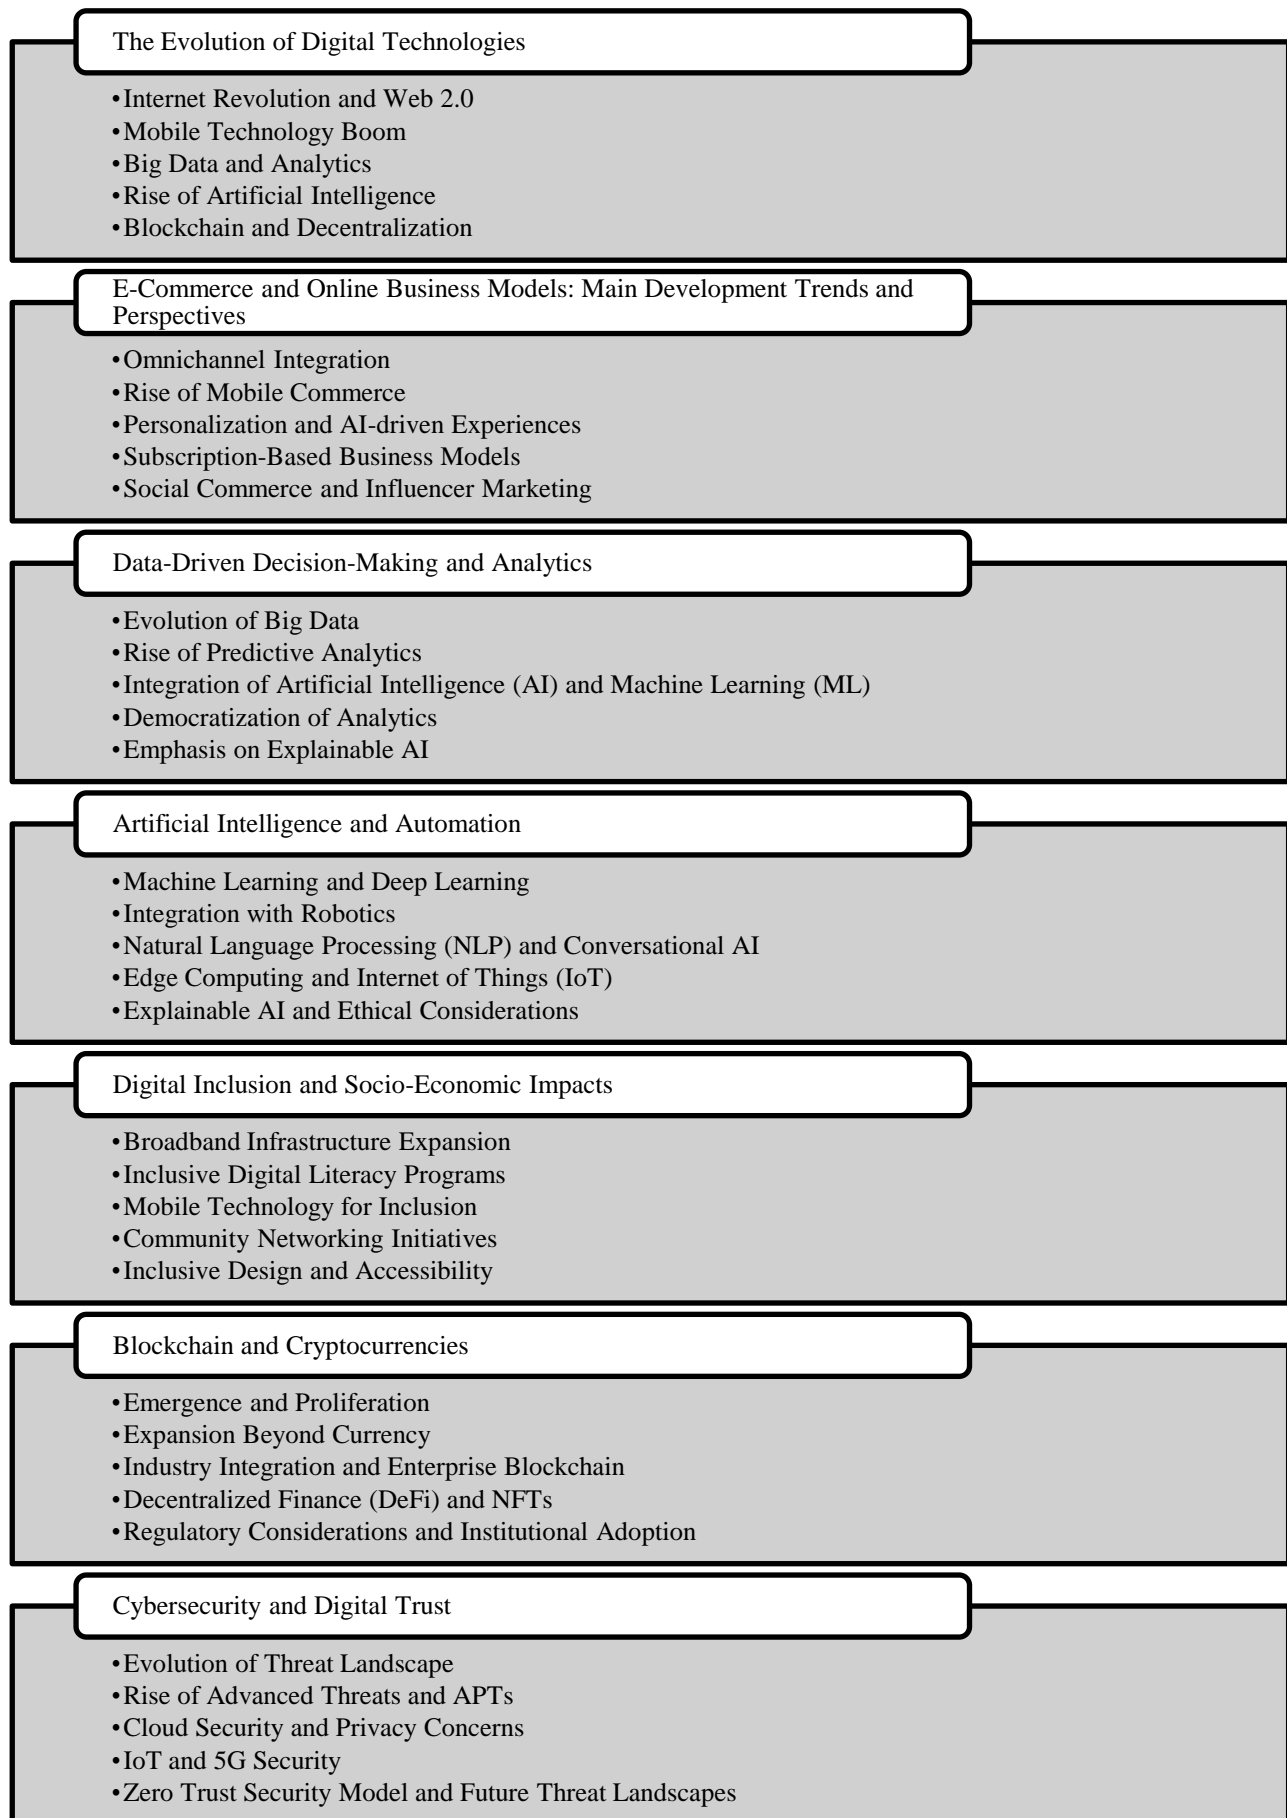 The Evolution of Digital Technologies
•Internet Revolution and Web 2.0
•Mobile Technology Boom
•Big Data and Analytics
•Rise of Artificial Intelligence
•Blockchain and Decentralization
E-Commerce and Online Business Models: Main Development Trends and
Perspectives
•Omnichannel Integration
•Rise of Mobile Commerce
•Personalization and AI-driven Experiences
•Subscription-Based Business Models
•Social Commerce and Influencer Marketing
Data-Driven Decision-Making and Analytics
•Evolution of Big Data
•Rise of Predictive Analytics
•Integration of Artificial Intelligence (AI) and Machine Learning (ML)
•Democratization of Analytics
•Emphasis on Explainable AI
Artificial Intelligence and Automation
•Machine Learning and Deep Learning
•Integration with Robotics
•Natural Language Processing (NLP) and Conversational AI
•Edge Computing and Internet of Things (IoT)
•Explainable AI and Ethical Considerations
Digital Inclusion and Socio-Economic Impacts
•Broadband Infrastructure Expansion
•Inclusive Digital Literacy Programs
•Mobile Technology for Inclusion
•Community Networking Initiatives
•Inclusive Design and Accessibility
Blockchain and Cryptocurrencies
•Emergence and Proliferation
•Expansion Beyond Currency
•Industry Integration and Enterprise Blockchain
•Decentralized Finance (DeFi) and NFTs
•Regulatory Considerations and Institutional Adoption
Cybersecurity and Digital Trust
•Evolution of Threat Landscape
•Rise of Advanced Threats and APTs
•Cloud Security and Privacy Concerns
•IoT and 5G Security
•Zero Trust Security Model and Future Threat Landscapes